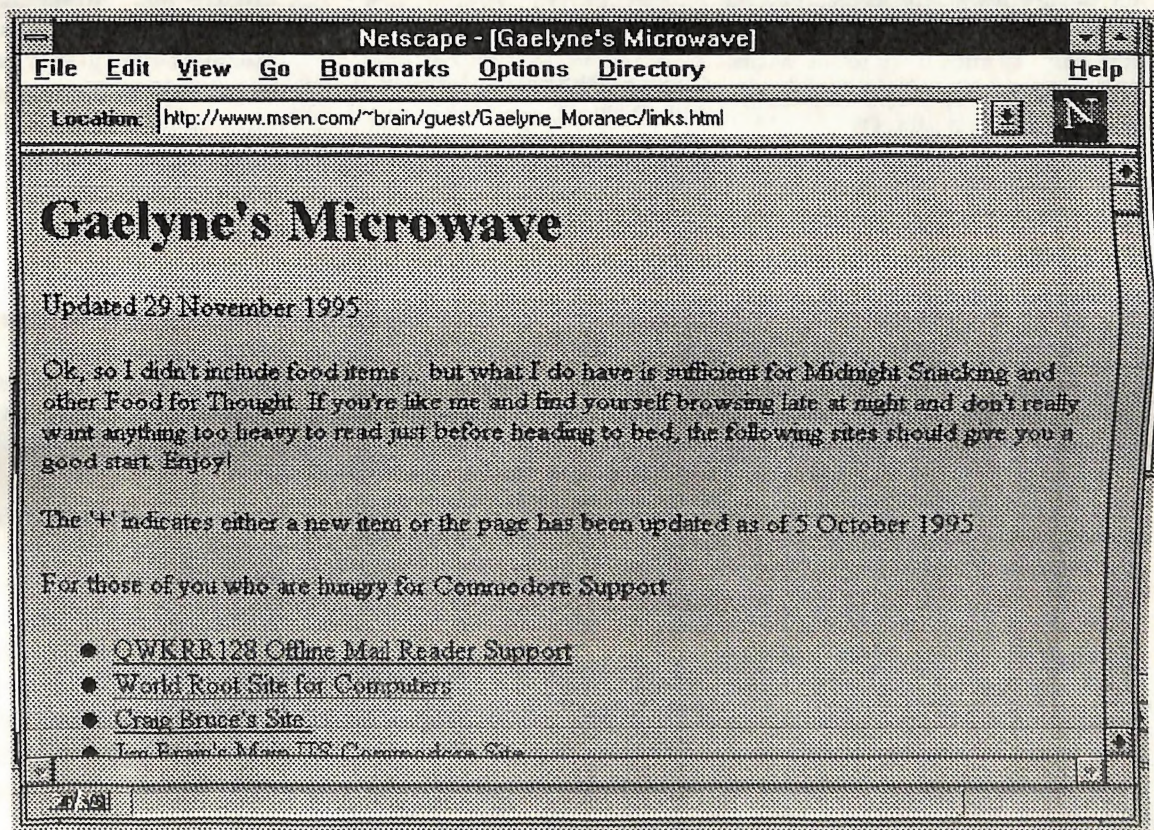 Netscape - [Gaelyne's Microwave]
File Edit View Go Bookmarks Options Directory Help
Location: http://www.msen.com/~brain/guest/Gaelyne_Moranec/links.html
N
Gaelyne's Microwave
Updated 29 November 1995
Ok, so I didn't include food items... but what I do have is sufficient for Midnight Snacking and
other Food for Thought. If you're like me and find yourself browsing late at night and don't really
want anything too heavy to read just before heading to bed, the following sites should give you a
good start. Enjoy!
The '+' indicates either a new item or the page has been updated as of 5 October 1995
For those of you who are hungry for Commodore Support
QWKRR128 Offline Mail Reader Support
World Root Site for Computers
Craig Bruce's Site
Brain's Main Commodore Site